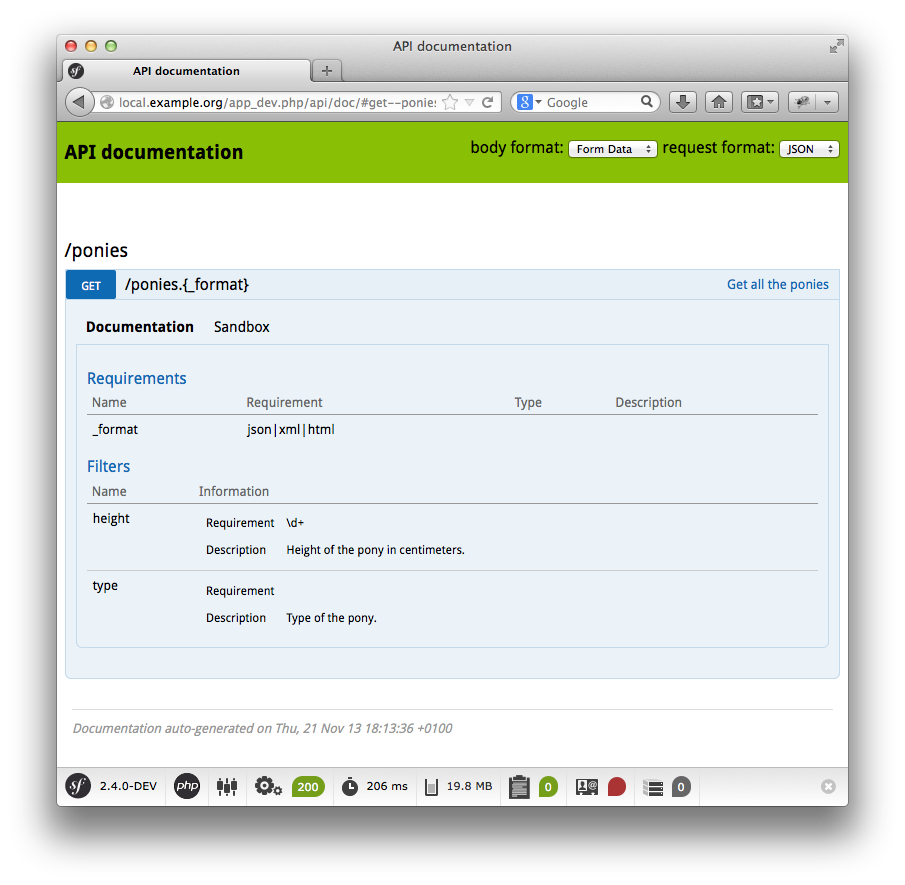 API documentation
API documentation
local.example.org/app_dev.php/api/doc/#get--ponies
Google
API documentation
body format: Form Data request format: JSON
/ponies
GET /ponies.{_format} Get all the ponies
Documentation Sandbox
Requirements
Name Requirement Type Description
_format json|xml|html
Filters
Name Information
height Requirement \d+
Description Height of the pony in centimeters.
type Requirement
Description Type of the pony.
Documentation auto-generated on Thu, 21 Nov 13 18:13:36 +0100
sf 2.4.0-DEV php 200 206 ms 19.8 MB 0 0